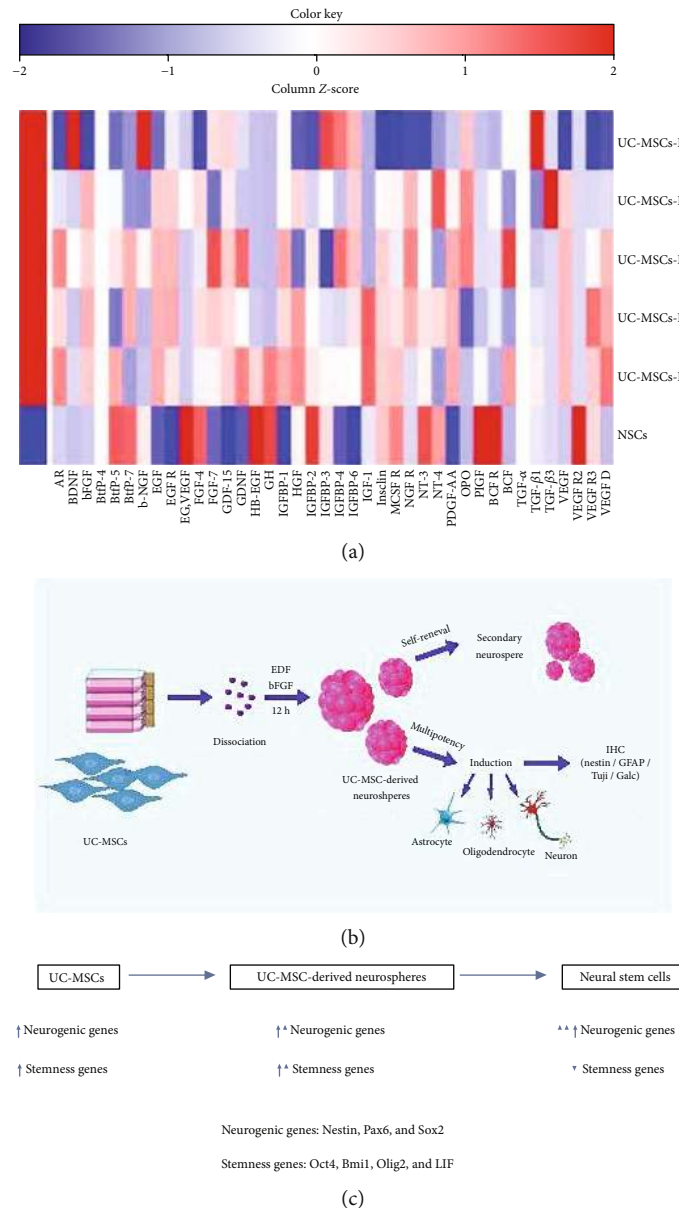 Color key
−2
−1
0
1
2
Column Z-score
UC-MSCs-
UC-MSCs-
UC-MSCs-
UC-MSCs-
UC-MSCs-
NSCs
AR
BDNF
bFGF
BtfP-4
BtfP-5
BtfP-7
b-NGF
EGF
EGF R
EG,VEGF
FGF-4
FGF-7
GDF-15
GDNF
HB-EGF
GH
IGFBP-1
HGF
IGFBP-2
IGFBP-3
IGFBP-4
IGFBP-6
IGF-1
Insclin
MCSF R
NGF R
NT-3
NT-4
PDGF-AA
OPO
PIGF
BCF R
BCF
TGF-α
TGF-β1
TGF-β3
VEGF
VEGF R2
VEGF R3
VEGF D
(a)
UC-MSCs
Dissociation
EDF
bFGF
12 h
UC-MSC-derived
neuroshperes
Self-reneval
Secondary
neurospere
Multipotency
Induction
Astrocyte
Oligodendrocyte
Neuron
IHC
(nestin / GFAP /
Tuji / Galc)
(b)
UC-MSCs
UC-MSC-derived neurospheres
Neural stem cells
Neurogenic genes
Neurogenic genes
Neurogenic genes
Stemness genes
Stemness genes
Stemness genes
Neurogenic genes: Nestin, Pax6, and Sox2
Stemness genes: Oct4, Bmi1, Olig2, and LIF
(c)